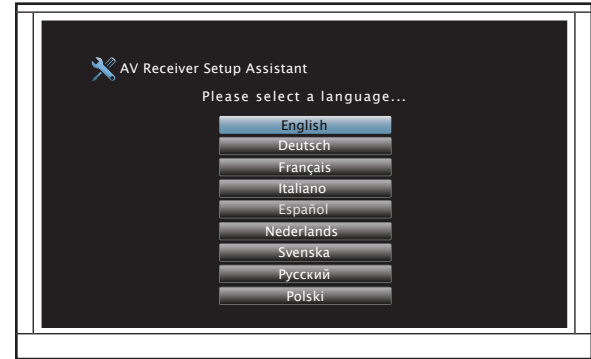 AV Receiver Setup Assistant
Please select a language...
English
Deutsch
Français
Italiano
Español
Nederlands
Svenska
Русский
Polski